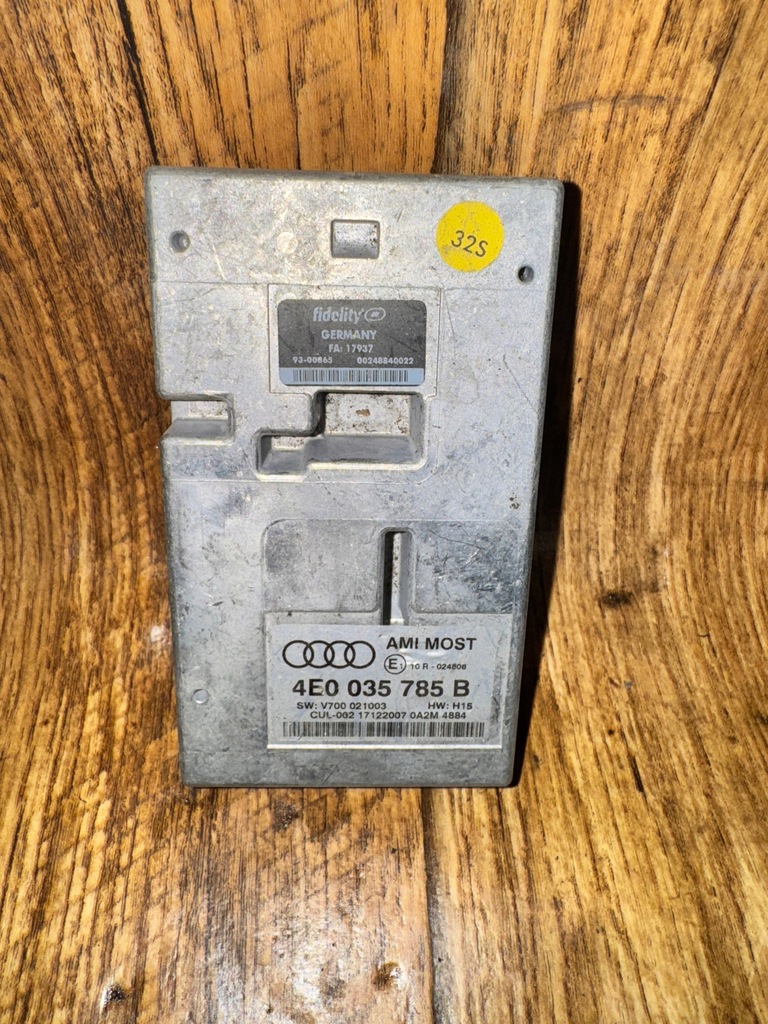 32S
fidelity
GERMANY
FA: 17937
93-00865 00248840022
AMI MOST
E1 10 R - 024606
4E0 035 785 B
SW: V700 021003 HW: H15
CUL-002 17122007 0A2M 4884